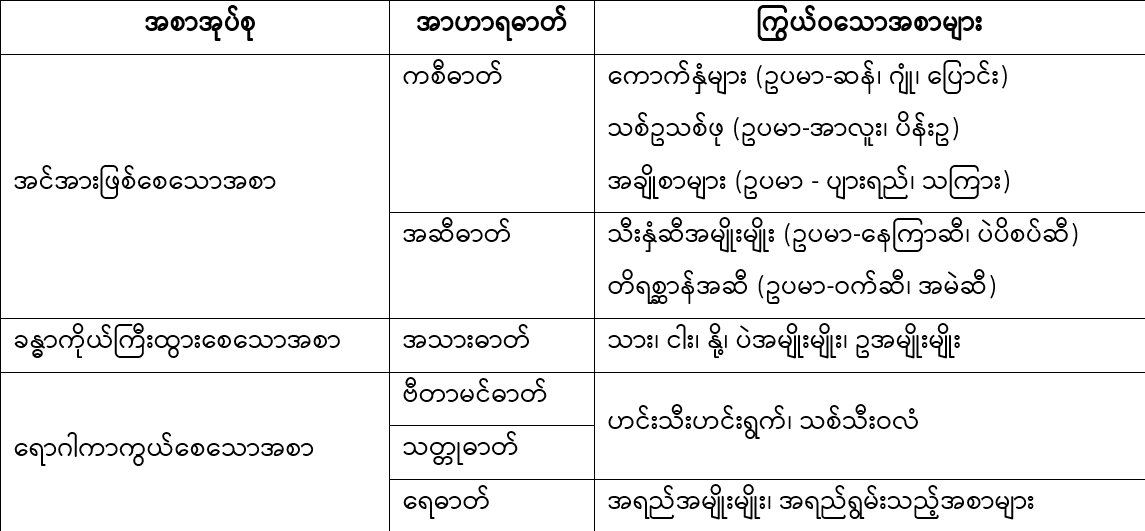 အစာအုပ်စု အာဟာရဓာတ် ကြွယ်ဝသောအစာများ
အင်အားဖြစ်စေသောအစာ
ကစီဓာတ်
ကောက်နှံများ (ဥပမာ-ဆန်၊ ဂျုံ၊ ပြောင်း)
သစ်ဥသစ်ဖု (ဥပမာ-အာလူး၊ ပိန်းဥ)
အချိုစာများ (ဥပမာ - ပျားရည်၊ သကြား)
အဆီဓာတ်
သီးနှံဆီအမျိုးမျိုး (ဥပမာ-နေကြာဆီ၊ ပဲပိစပ်ဆီ)
တိရစ္ဆာန်အဆီ (ဥပမာ-ဝက်ဆီ၊ အမဲဆီ)
ခန္ဓာကိုယ်ကြီးထွားစေသောအစာ အသားဓာတ် သား၊ ငါး၊ နို့၊ ပဲအမျိုးမျိုး၊ ဥအမျိုးမျိုး
ရောဂါကာကွယ်စေသောအစာ
ဗီတာမင်ဓာတ်
သတ္တုဓာတ်
ဟင်းသီးဟင်းရွက်၊ သစ်သီးဝလံ
ရေဓာတ် အရည်အမျိုးမျိုး၊ အရည်ရွှမ်းသည့်အစာများ